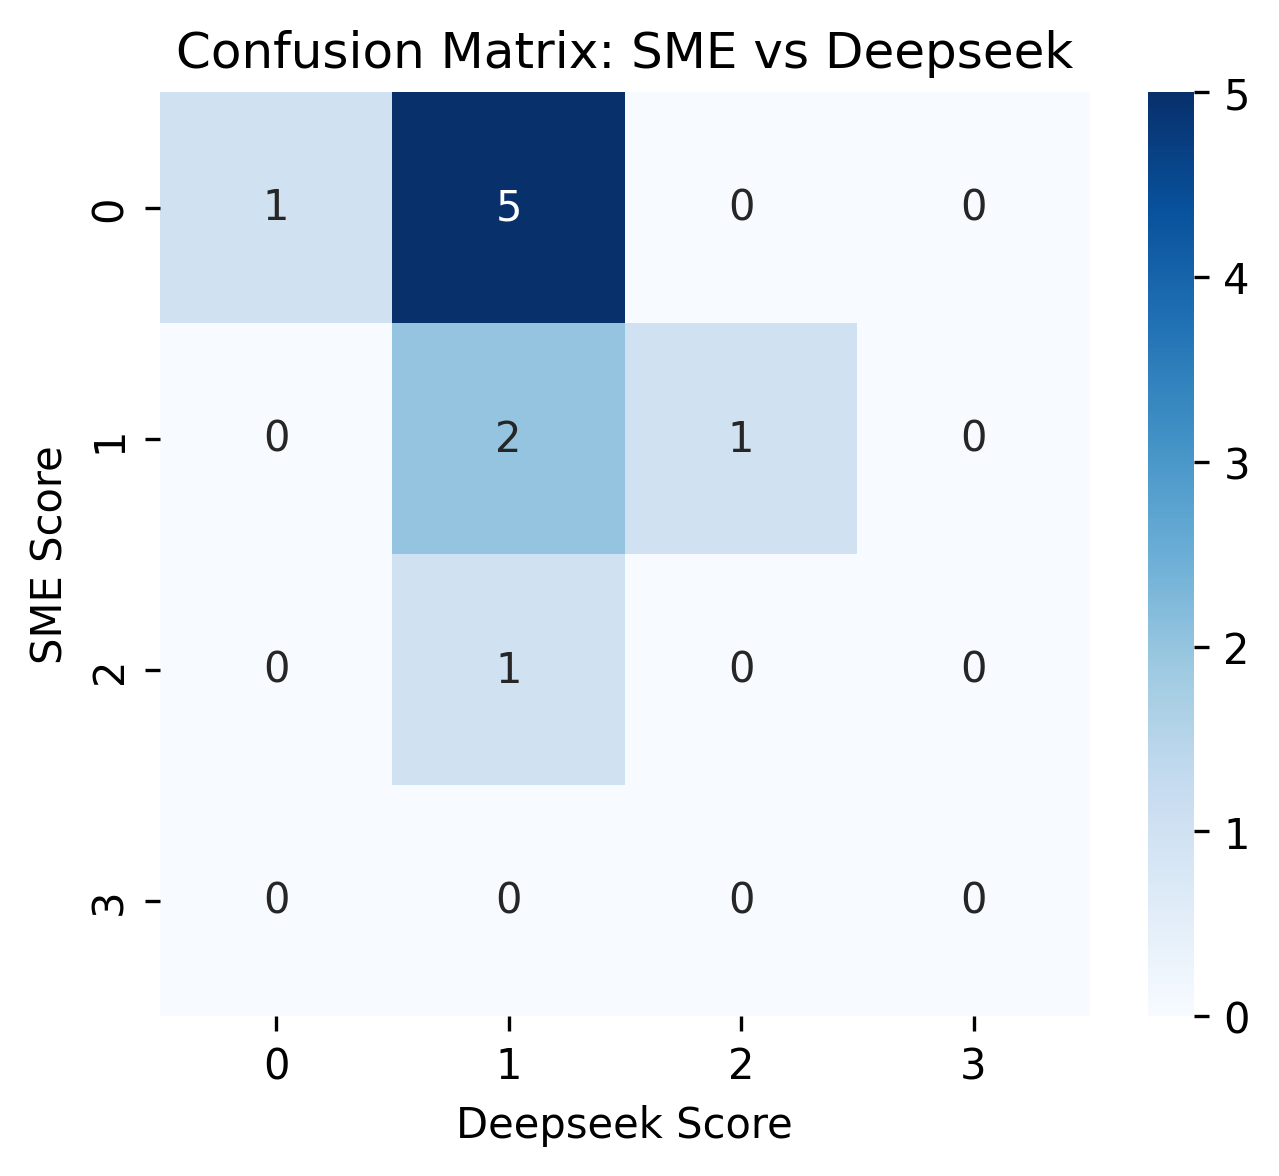 Confusion Matrix: SME vs Deepseek
0 1 5 0 0
1 0 2 1 0
2 0 1 0 0
3 0 0 0 0
0 1 2 3
Deepseek Score
SME Score
5
4
3
2
1
0